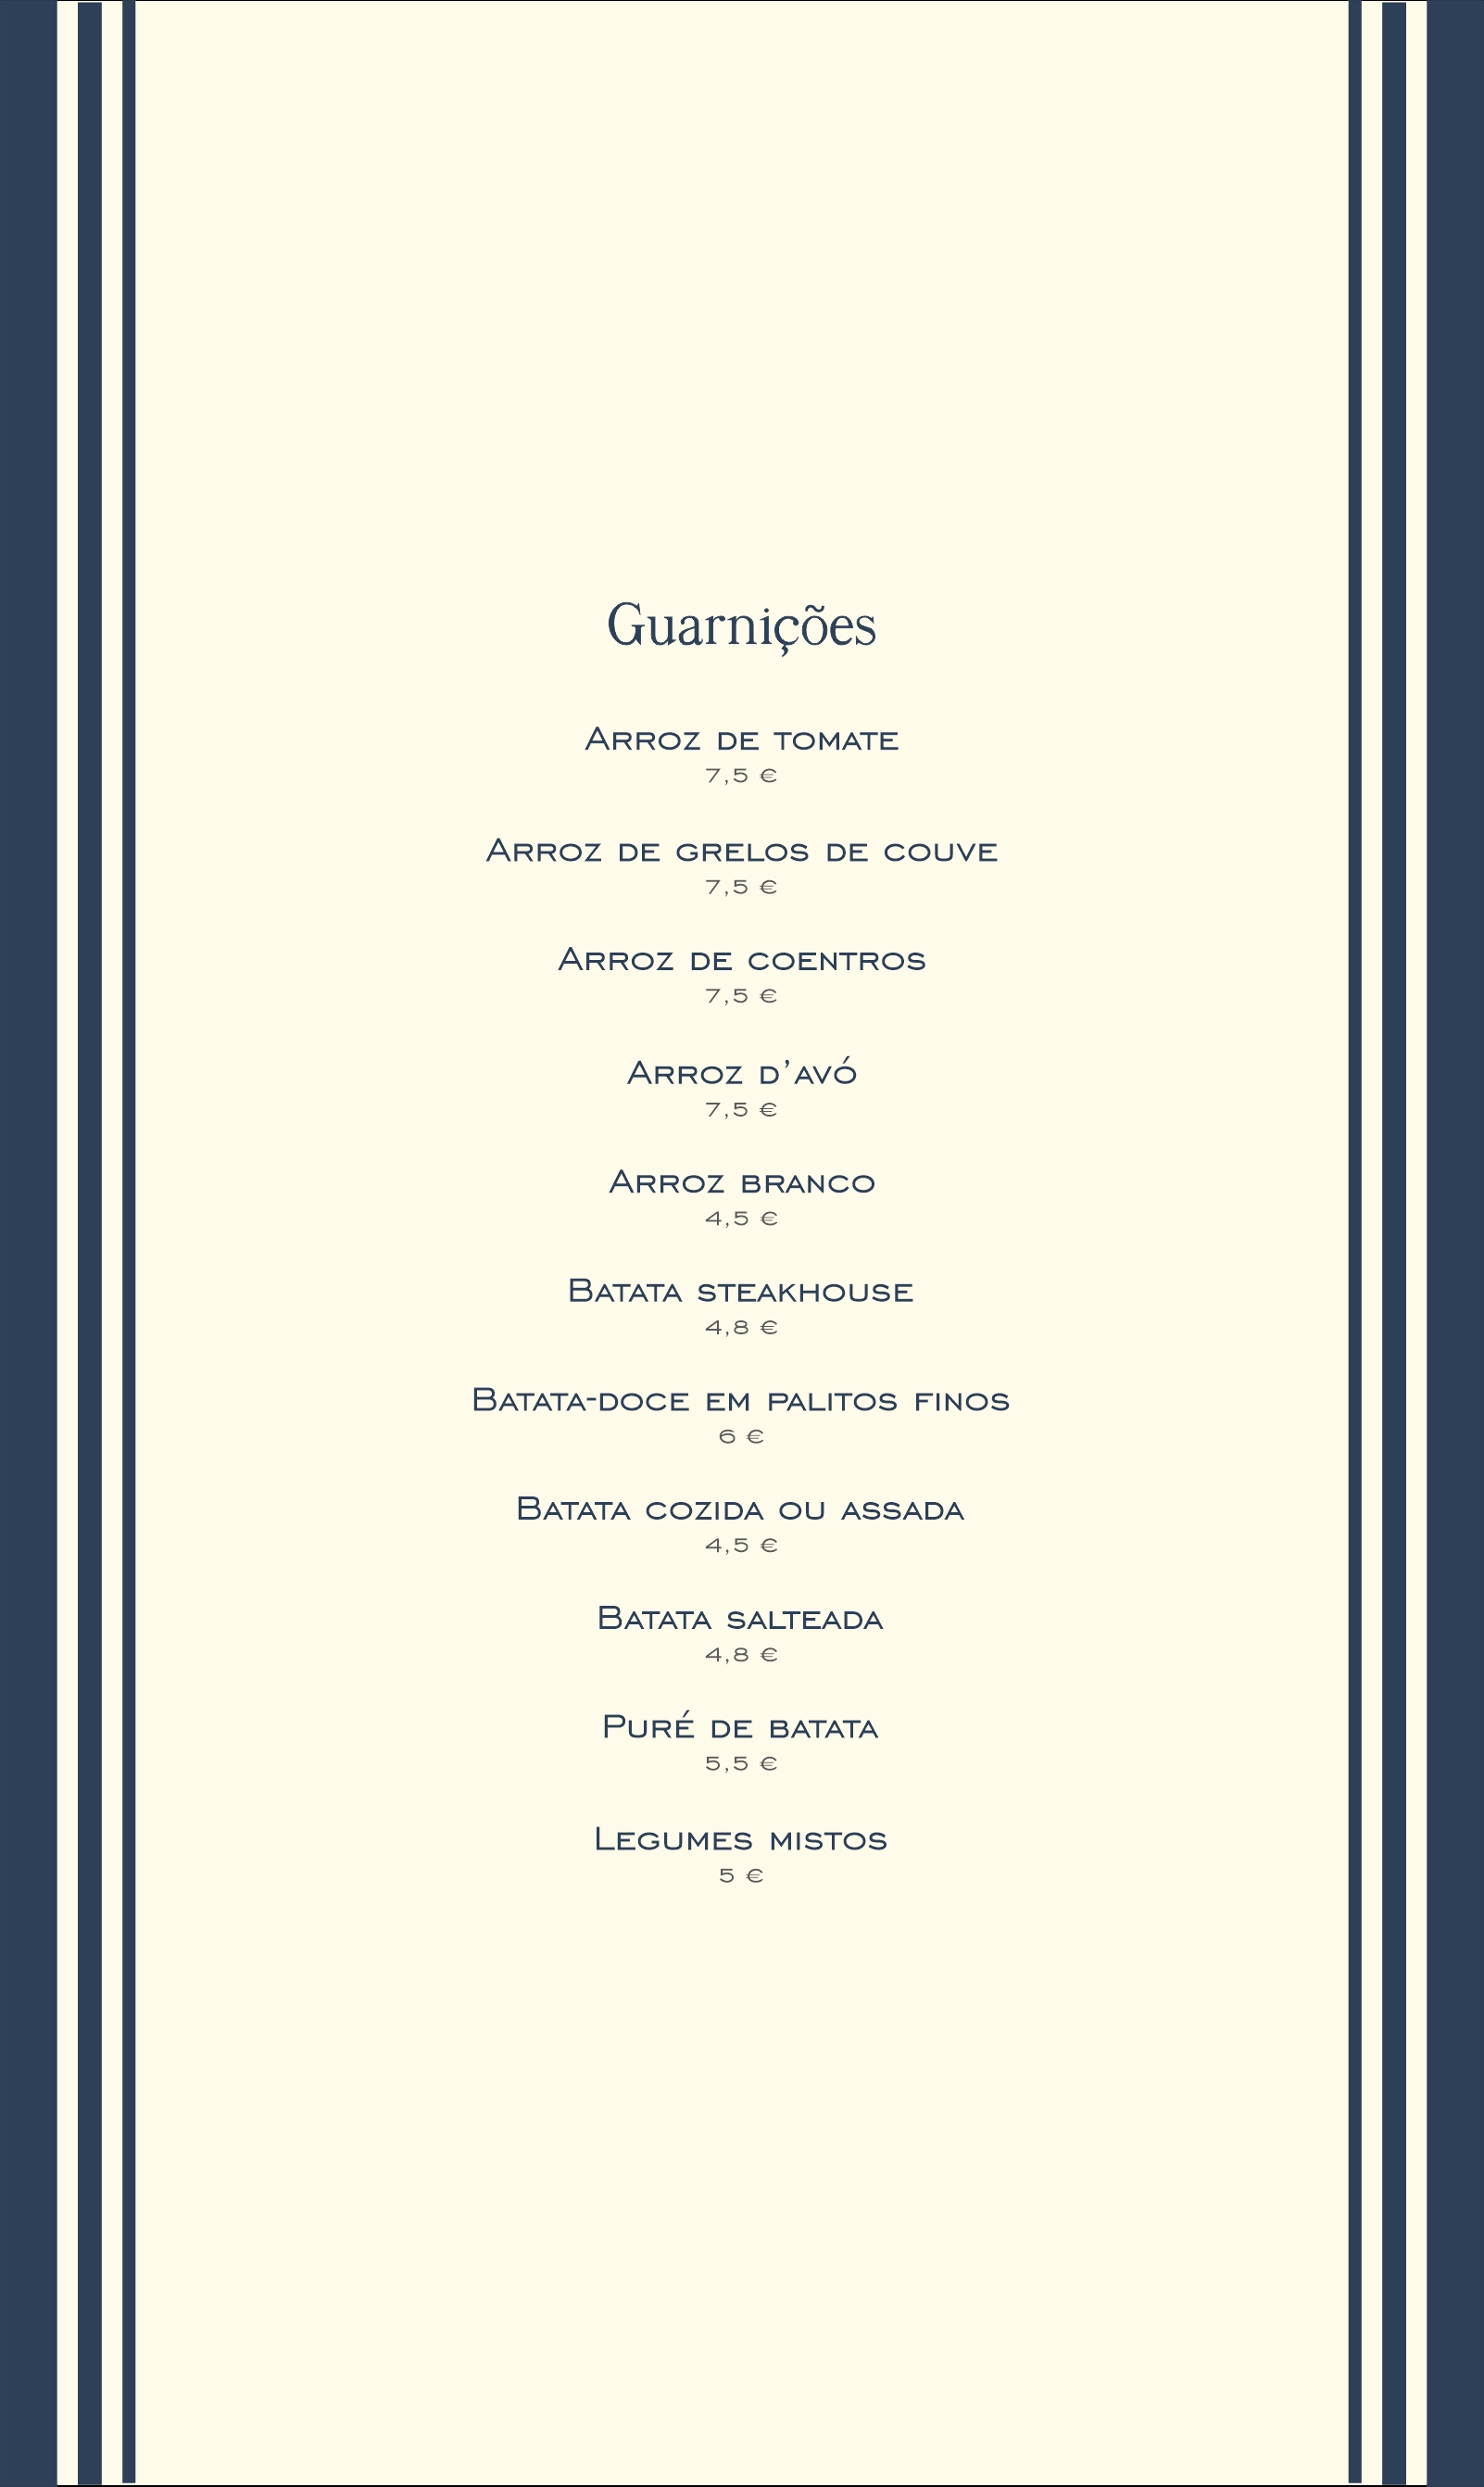 Guarnições
Arroz de tomate
7,5 €
Arroz de grelos de couve
7,5 €
Arroz de coentros
7,5 €
Arroz d’avó
7,5 €
Arroz branco
4,5 €
Batata steakhouse
4,8 €
Batata-doce em palitos finos
6 €
Batata cozida ou assada
4,5 €
Batata salteada
4,8 €
Puré de batata
5,5 €
Legumes mistos
5 €